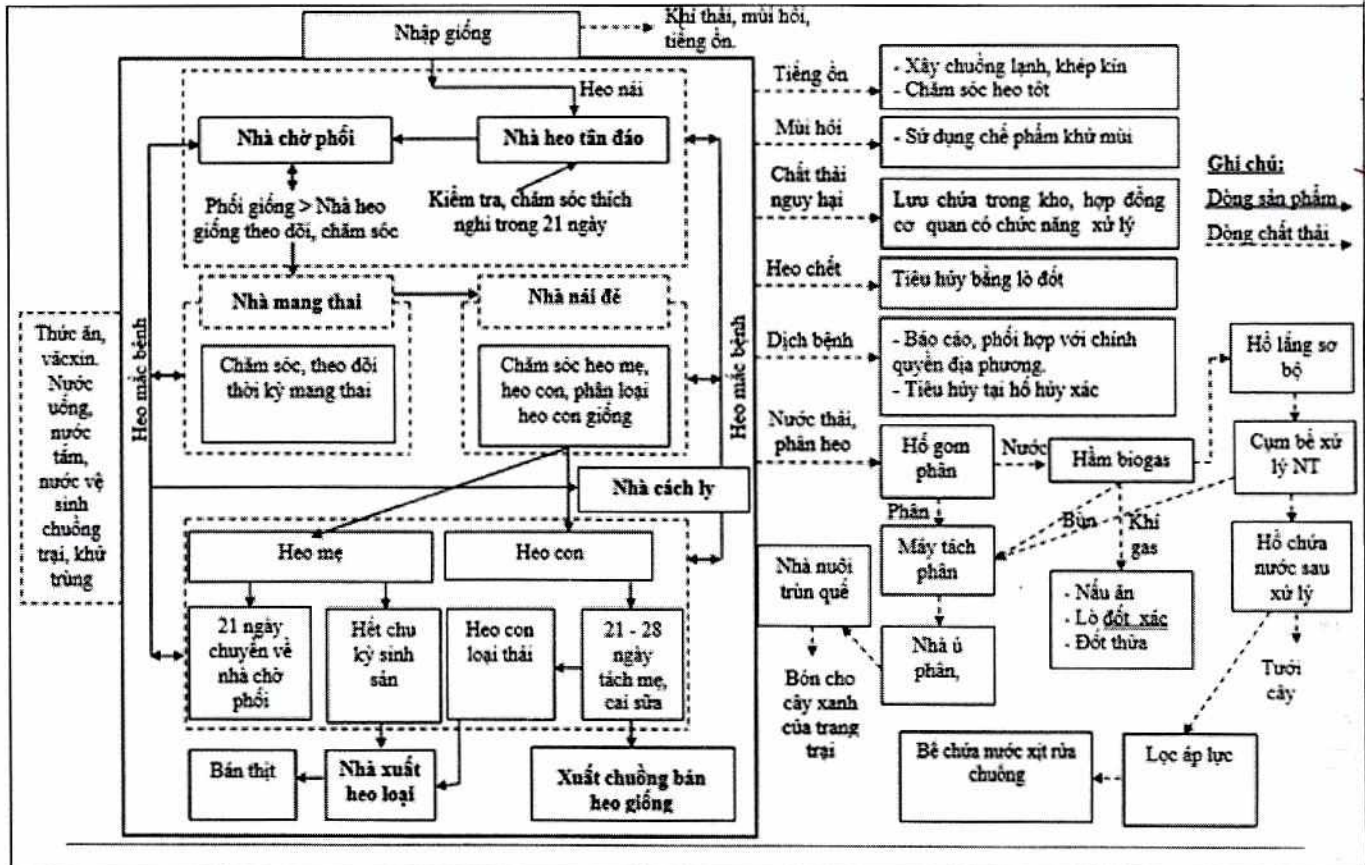 Nhập giống
Khí thải, mùi hôi,
tiếng ồn.
Heo nái
Nhà chờ phối
Nhà heo tân đáo
Phối giống > Nhà heo
giống theo dõi, chăm sóc
Kiểm tra, chăm sóc thích
nghi trong 21 ngày
Nhà mang thai
Nhà nái đẻ
Chăm sóc, theo dõi
thời kỳ mang thai
Chăm sóc heo mẹ,
heo con, phân loại
heo con giống
Thức ăn,
vắcxin.
Nước
uống,
nước
tắm,
nước vệ
sinh
chuồng
trại, khử
trùng
Heo mắc bệnh
Heo mắc bệnh
Nhà cách ly
Heo mẹ
Heo con
21 ngày
chuyển về
nhà chờ
phối
Hết chu
kỳ sinh
sản
Heo con
loại thải
21 - 28
ngày
tách mẹ,
cai sữa
Bán thịt
Nhà xuất
heo loại
Xuất chuồng bán
heo giống
Tiếng ồn
- Xây chuồng lạnh, khép kín
- Chăm sóc heo tốt
Mùi hôi
- Sử dụng chế phẩm khử mùi
Chất thải
nguy hại
Lưu chứa trong kho, hợp đồng
cơ quan có chức năng xử lý
Heo chết
Tiêu hủy bằng lò đốt
Dịch bệnh
- Báo cáo, phối hợp với chính
quyền địa phương.
- Tiêu hủy tại hố hủy xác
Nước thải,
phân heo
Hố gom
phân
Nước
Hầm biogas
Hồ lắng sơ
bộ
Cụm bể xử
lý NT
Phân
Bùn
Khí
gas
Máy tách
phân
Nhà nuôi
trùn quế
Nhà ủ
phân,
- Nấu ăn
- Lò đốt xác
- Đốt thừa
Hồ chứa
nước sau
xử lý
Tưới
cây
Bón cho
cây xanh
của trang
trại
Bể chứa nước xịt rửa
chuồng
Lọc áp lực
Ghi chú:
Dòng sản phẩm
Dòng chất thải